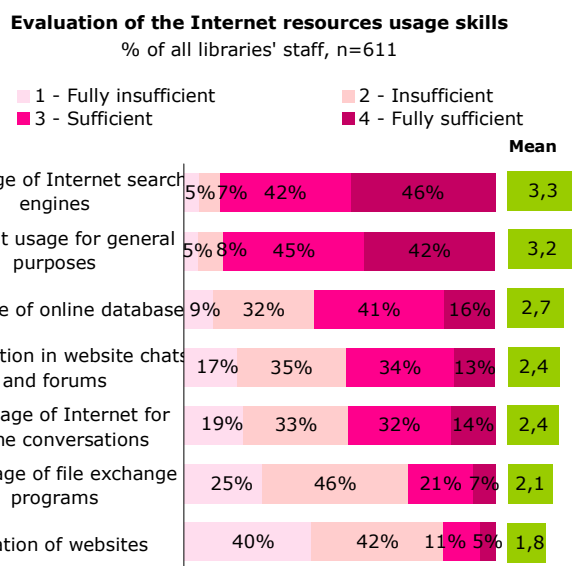 Evaluation of the Internet resources usage skills
% of all libraries' staff, n=611
1 - Fully insufficient
2 - Insufficient
3 - Sufficient
4 - Fully sufficient
Mean
ge of Internet search
engines
5% 7% 42% 46% 3,3
t usage for general
purposes
5% 8% 45% 42% 3,2
e of online database
9% 32% 41% 16% 2,7
tion in website chats
and forums
17% 35% 34% 13% 2,4
age of Internet for
ne conversations
19% 33% 32% 14% 2,4
age of file exchange
programs
25% 46% 21% 7% 2,1
ation of websites
40% 42% 11% 5% 1,8